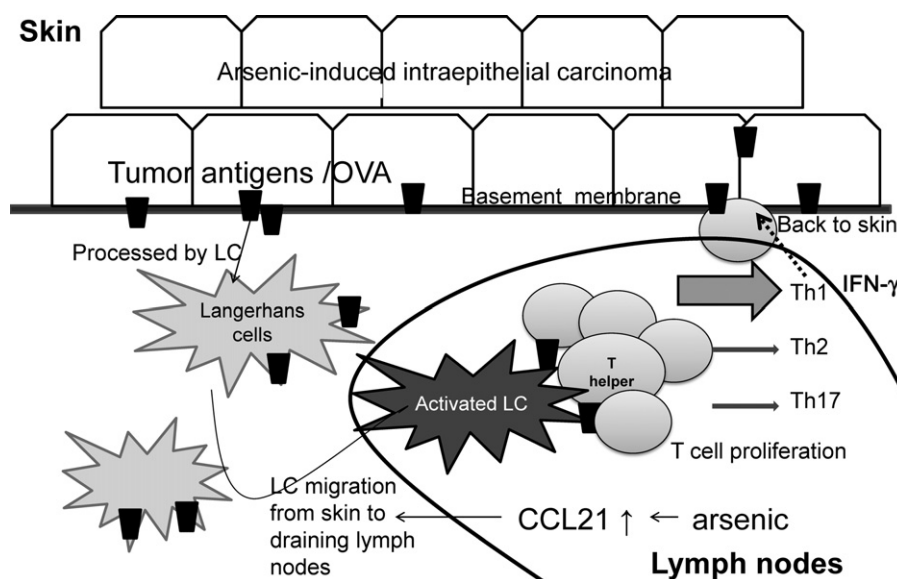 Skin
Arsenic-induced intraepithelial carcinoma
Tumor antigens /OVA
Basement membrane
Processed by LC
Back to skin
Langerhans
cells
IFN-γ
Th1
Th2
T
helper
Th17
Activated LC
T cell proliferation
LC migration
from skin to
draining lymph
nodes
CCL21 ↑ ← arsenic
Lymph nodes